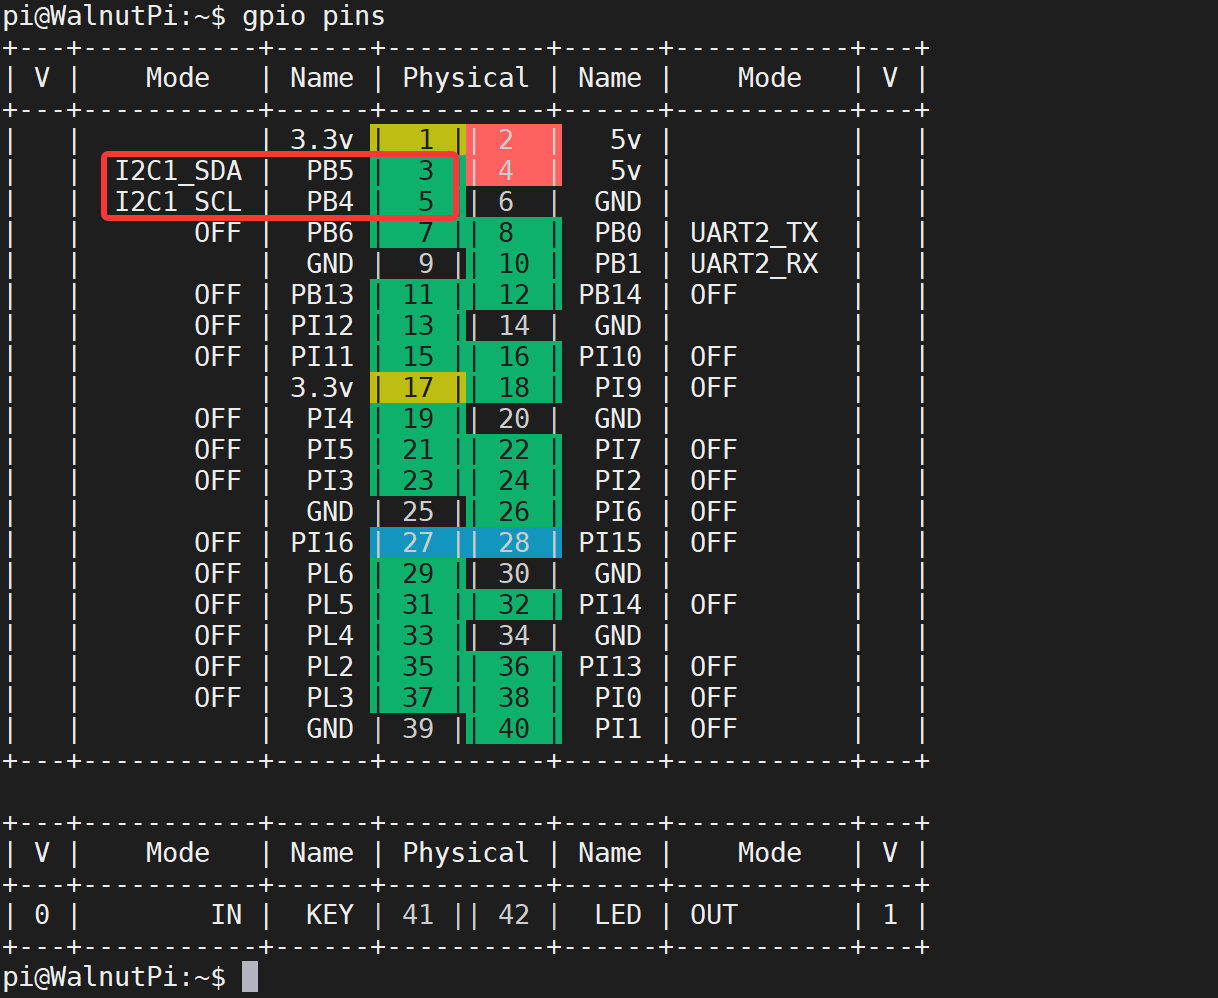 pi@WalnutPi:~$ gpio pins
+---+-----------+------+----------+------+-----------+---+
| V |    Mode   | Name | Physical | Name |    Mode   | V |
+---+-----------+------+----------+------+-----------+---+
|   |           | 3.3v |  1 || 2  |   5v |           |   |
|   |  I2C1_SDA |  PB5 |  3 || 4  |   5v |           |   |
|   |  I2C1_SCL |  PB4 |  5 || 6  |  GND |           |   |
|   |       OFF |  PB6 |  7 || 8  |  PB0 | UART2_TX  |   |
|   |           |  GND |  9 || 10 |  PB1 | UART2_RX  |   |
|   |       OFF | PB13 | 11 || 12 | PB14 | OFF       |   |
|   |       OFF | PI12 | 13 || 14 |  GND |           |   |
|   |       OFF | PI11 | 15 || 16 | PI10 | OFF       |   |
|   |           | 3.3v | 17 || 18 |  PI9 | OFF       |   |
|   |       OFF |  PI4 | 19 || 20 |  GND |           |   |
|   |       OFF |  PI5 | 21 || 22 |  PI7 | OFF       |   |
|   |       OFF |  PI3 | 23 || 24 |  PI2 | OFF       |   |
|   |           |  GND | 25 || 26 |  PI6 | OFF       |   |
|   |       OFF | PI16 | 27 || 28 | PI15 | OFF       |   |
|   |       OFF |  PL6 | 29 || 30 |  GND |           |   |
|   |       OFF |  PL5 | 31 || 32 | PI14 | OFF       |   |
|   |       OFF |  PL4 | 33 || 34 |  GND |           |   |
|   |       OFF |  PL2 | 35 || 36 | PI13 | OFF       |   |
|   |       OFF |  PL3 | 37 || 38 |  PI0 | OFF       |   |
|   |           |  GND | 39 || 40 |  PI1 | OFF       |   |
+---+-----------+------+----------+------+-----------+---+
+---+-----------+------+----------+------+-----------+---+
| V |    Mode   | Name | Physical | Name |    Mode   | V |
+---+-----------+------+----------+------+-----------+---+
| 0 |        IN |  KEY | 41 || 42 |  LED | OUT       | 1 |
+---+-----------+------+----------+------+-----------+---+
pi@WalnutPi:~$